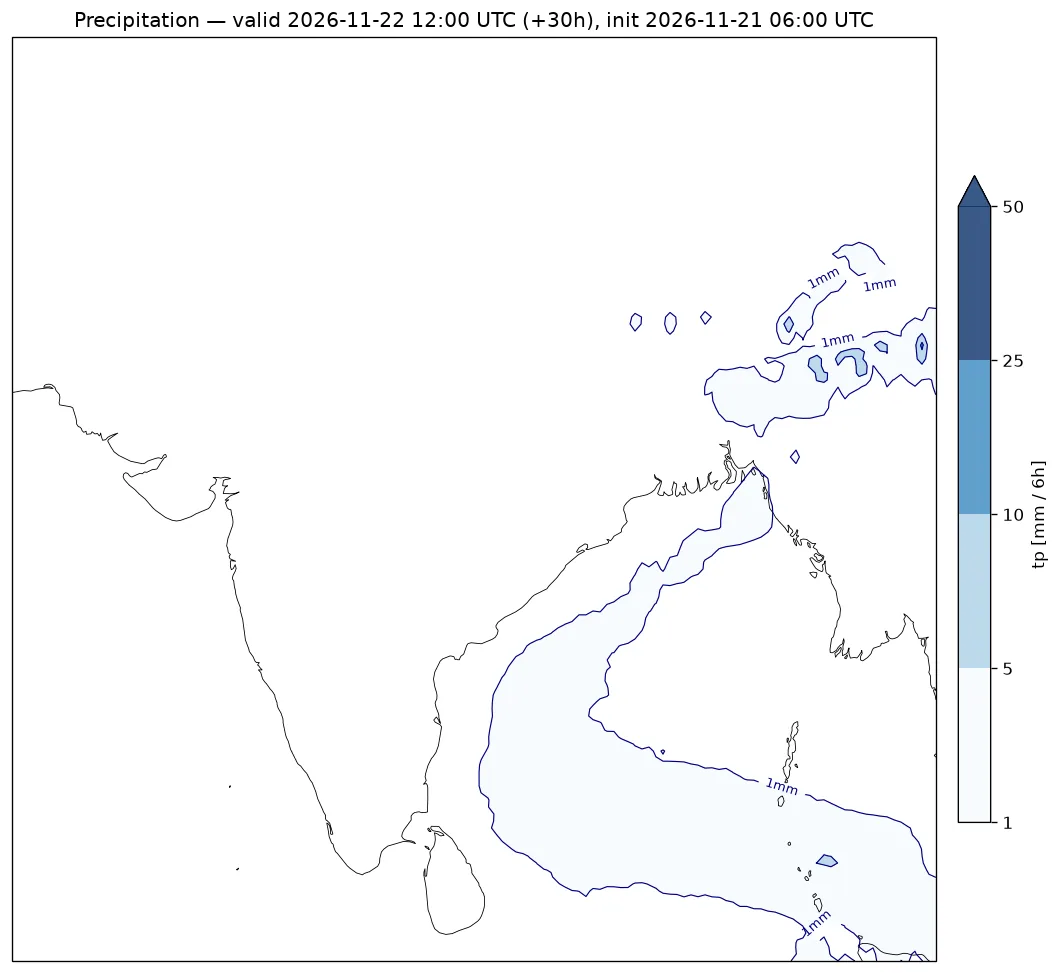 Precipitation — valid 2026-11-22 12:00 UTC (+30h), init 2026-11-21 06:00 UTC
50
25
10
5
1
tp [mm / 6h]
1mm
1mm
1mm
1mm
1mm